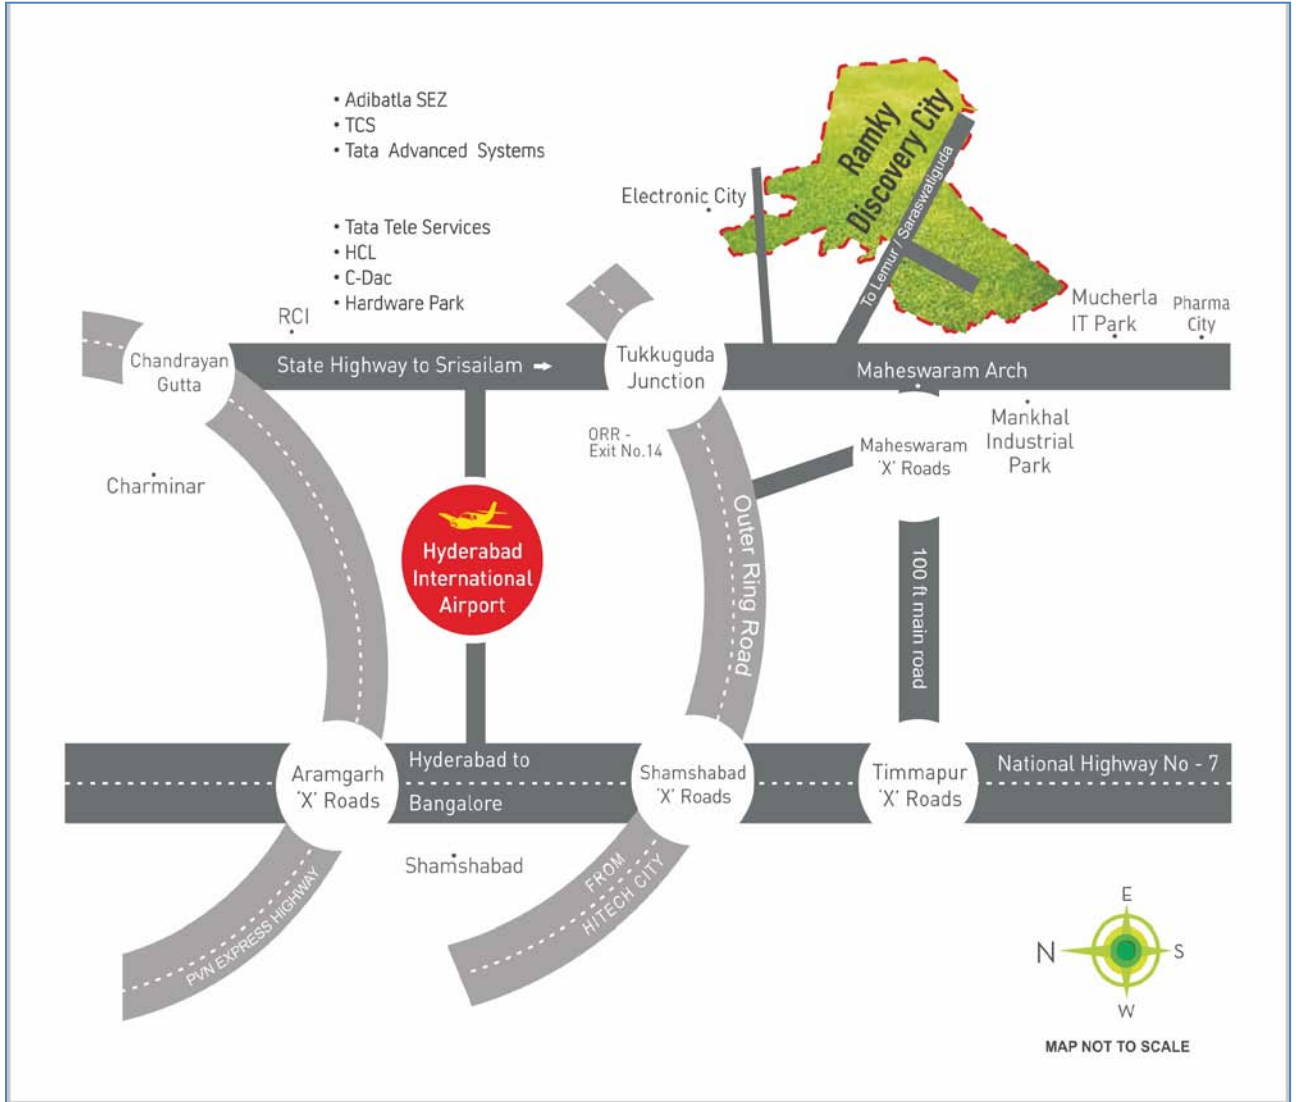 • Adibatla SEZ
• TCS
• Tata Advanced Systems
• Tata Tele Services
• HCL
• C-Dac
• Hardware Park
Ramky
Discovery City
To Lemur / Saraswatiguda
Electronic City
RCI
Mucherla
IT Park
Pharma
City
Chandrayan
Gutta
State Highway to Srisailam
Tukkuguda
Junction
Maheswaram Arch
ORR -
Exit No.14
Maheswaram
'X' Roads
Mankhal
Industrial
Park
Charminar
Hyderabad
International
Airport
Outer Ring Road
100 ft main road
Aramgarh
'X' Roads
Hyderabad to
Bangalore
Shamshabad
'X' Roads
Timmapur
'X' Roads
National Highway No - 7
Shamshabad
PVN EXPRESS HIGHWAY
FROM
HITECH CITY
E
N
S
W
MAP NOT TO SCALE